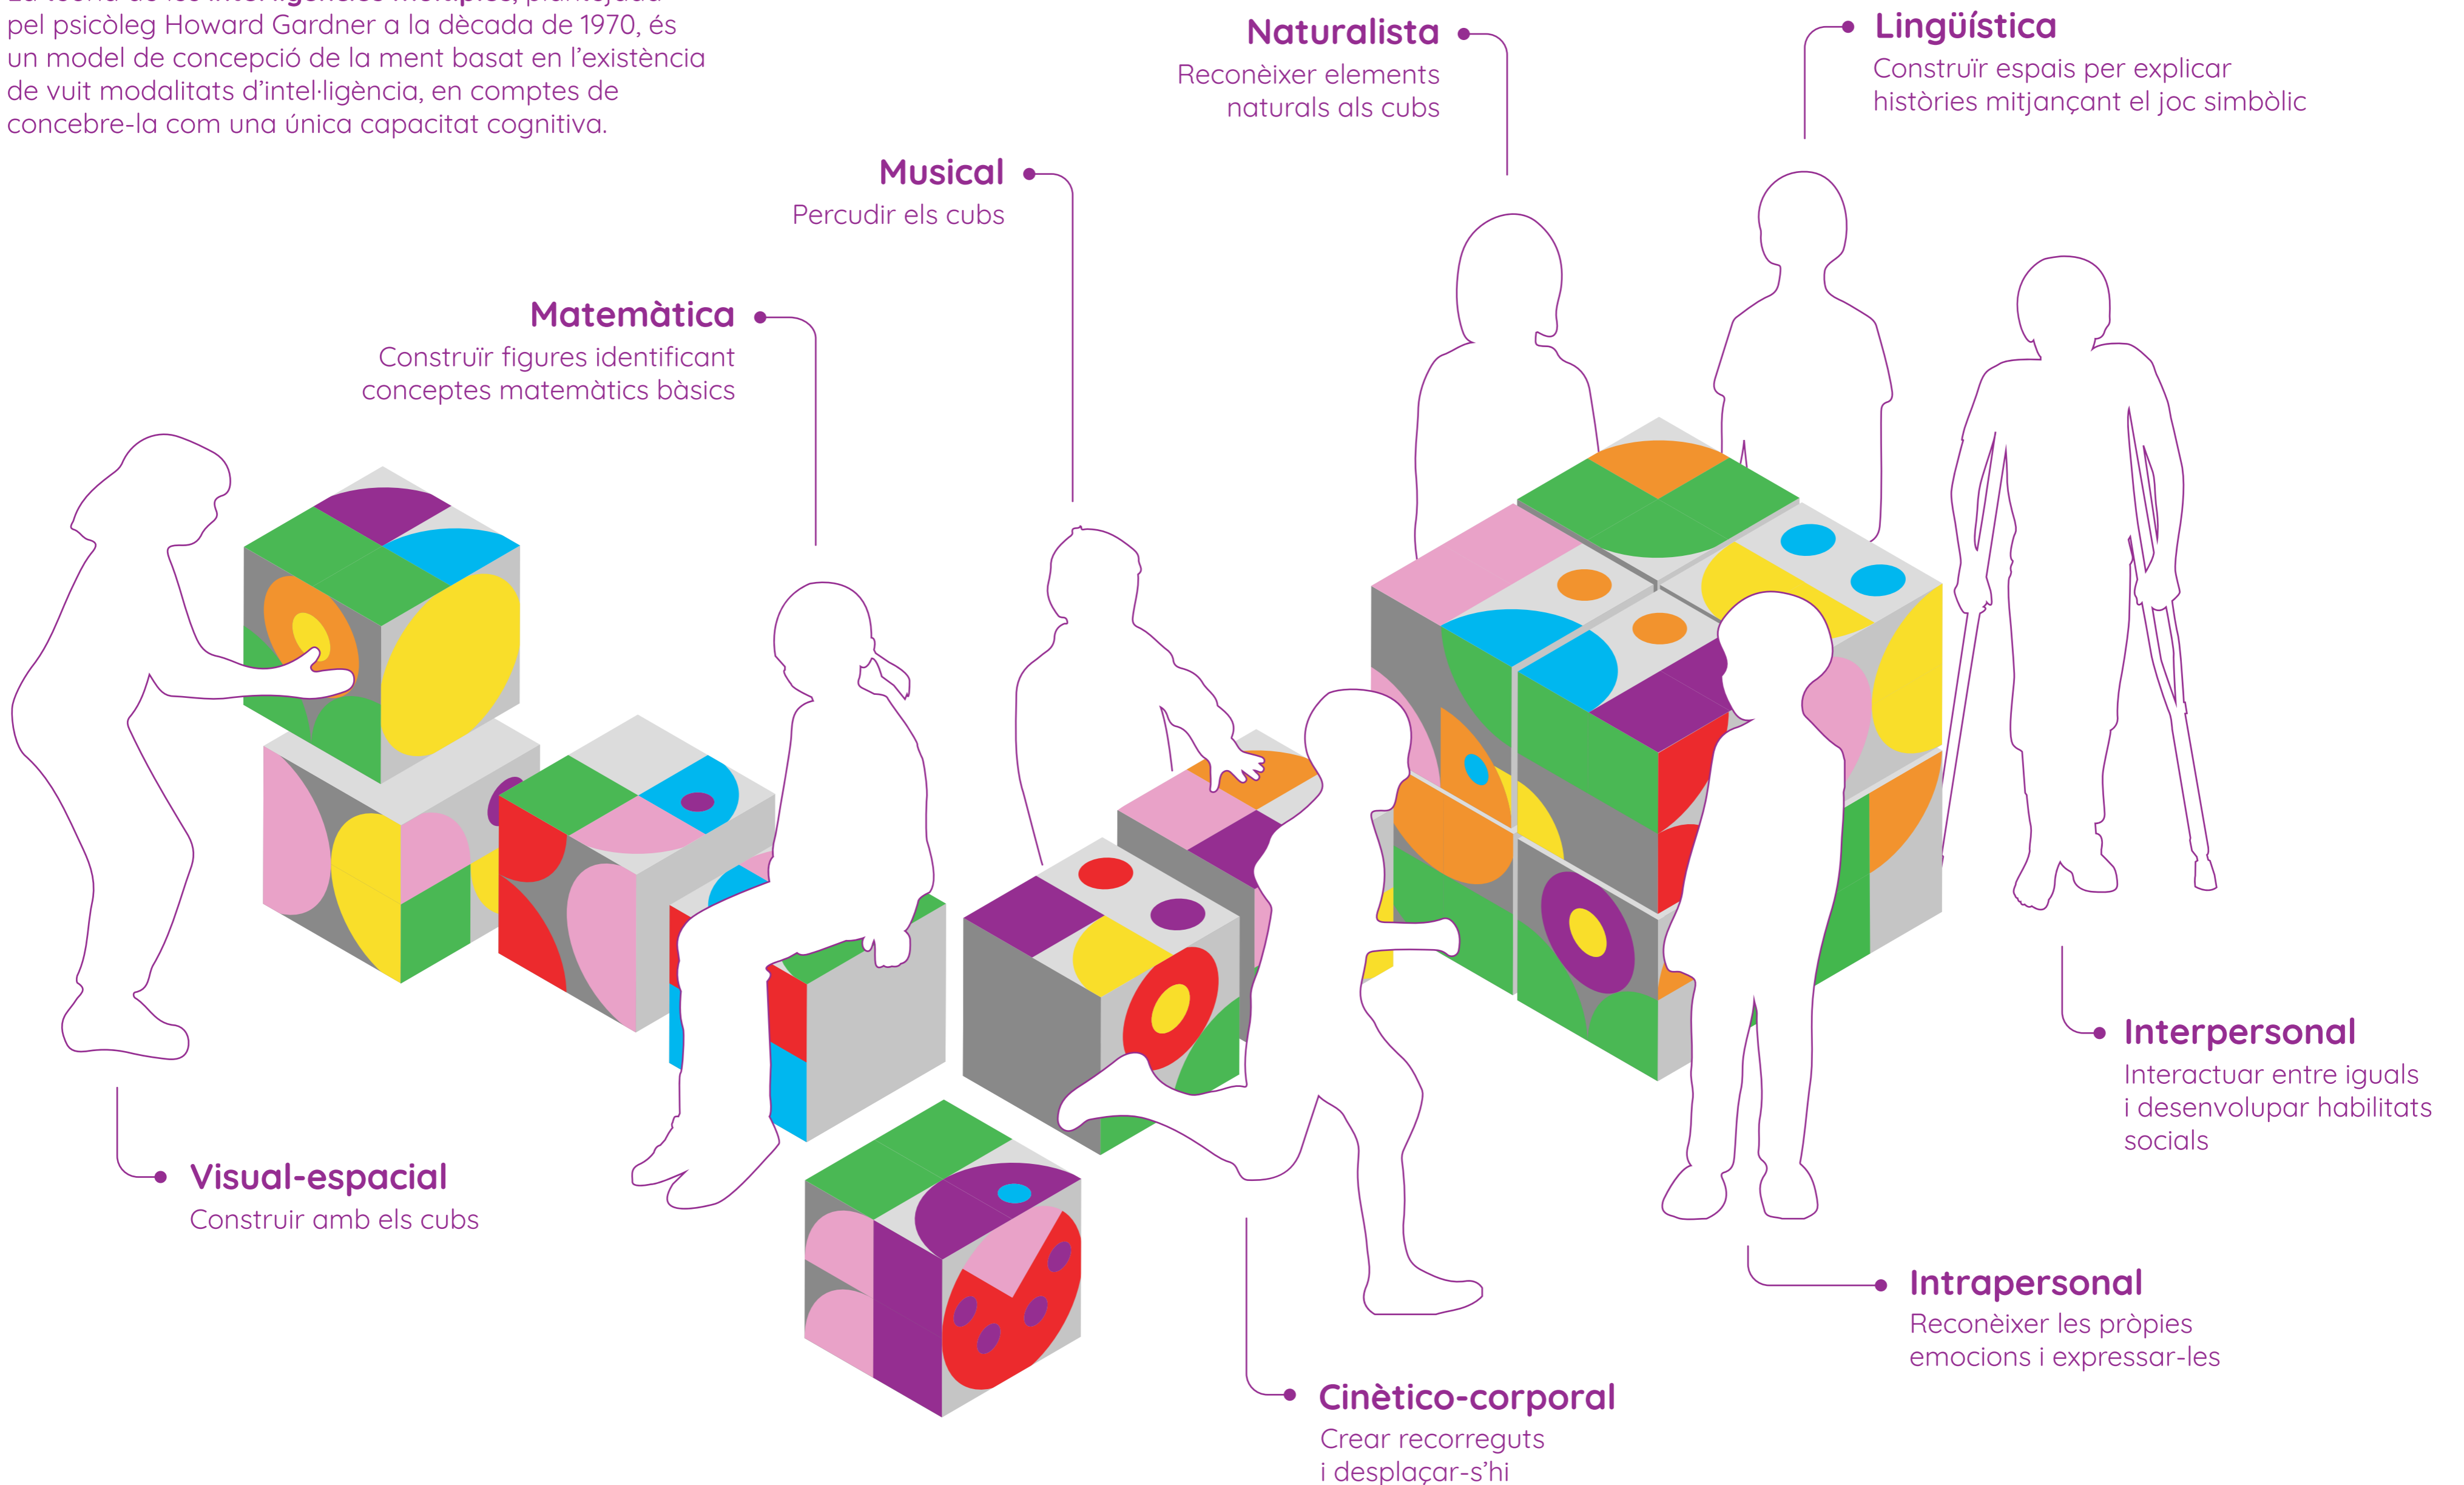 pel psicòleg Howard Gardner a la dècada de 1970, és
un model de concepció de la ment basat en l'existència
de vuit modalitats d'intel·ligència, en comptes de
concebre-la com una única capacitat cognitiva.
Naturalista
Reconèixer elements
naturals als cubs
Lingüística
Construïr espais per explicar
històries mitjançant el joc simbòlic
Musical
Percudir els cubs
Matemàtica
Construïr figures identificant
conceptes matemàtics bàsics
Interpersonal
Interactuar entre iguals
i desenvolupar habilitats
socials
Visual-espacial
Construir amb els cubs
Intrapersonal
Reconèixer les pròpies
emocions i expressar-les
Cinètico-corporal
Crear recorreguts
i desplaçar-s'hi